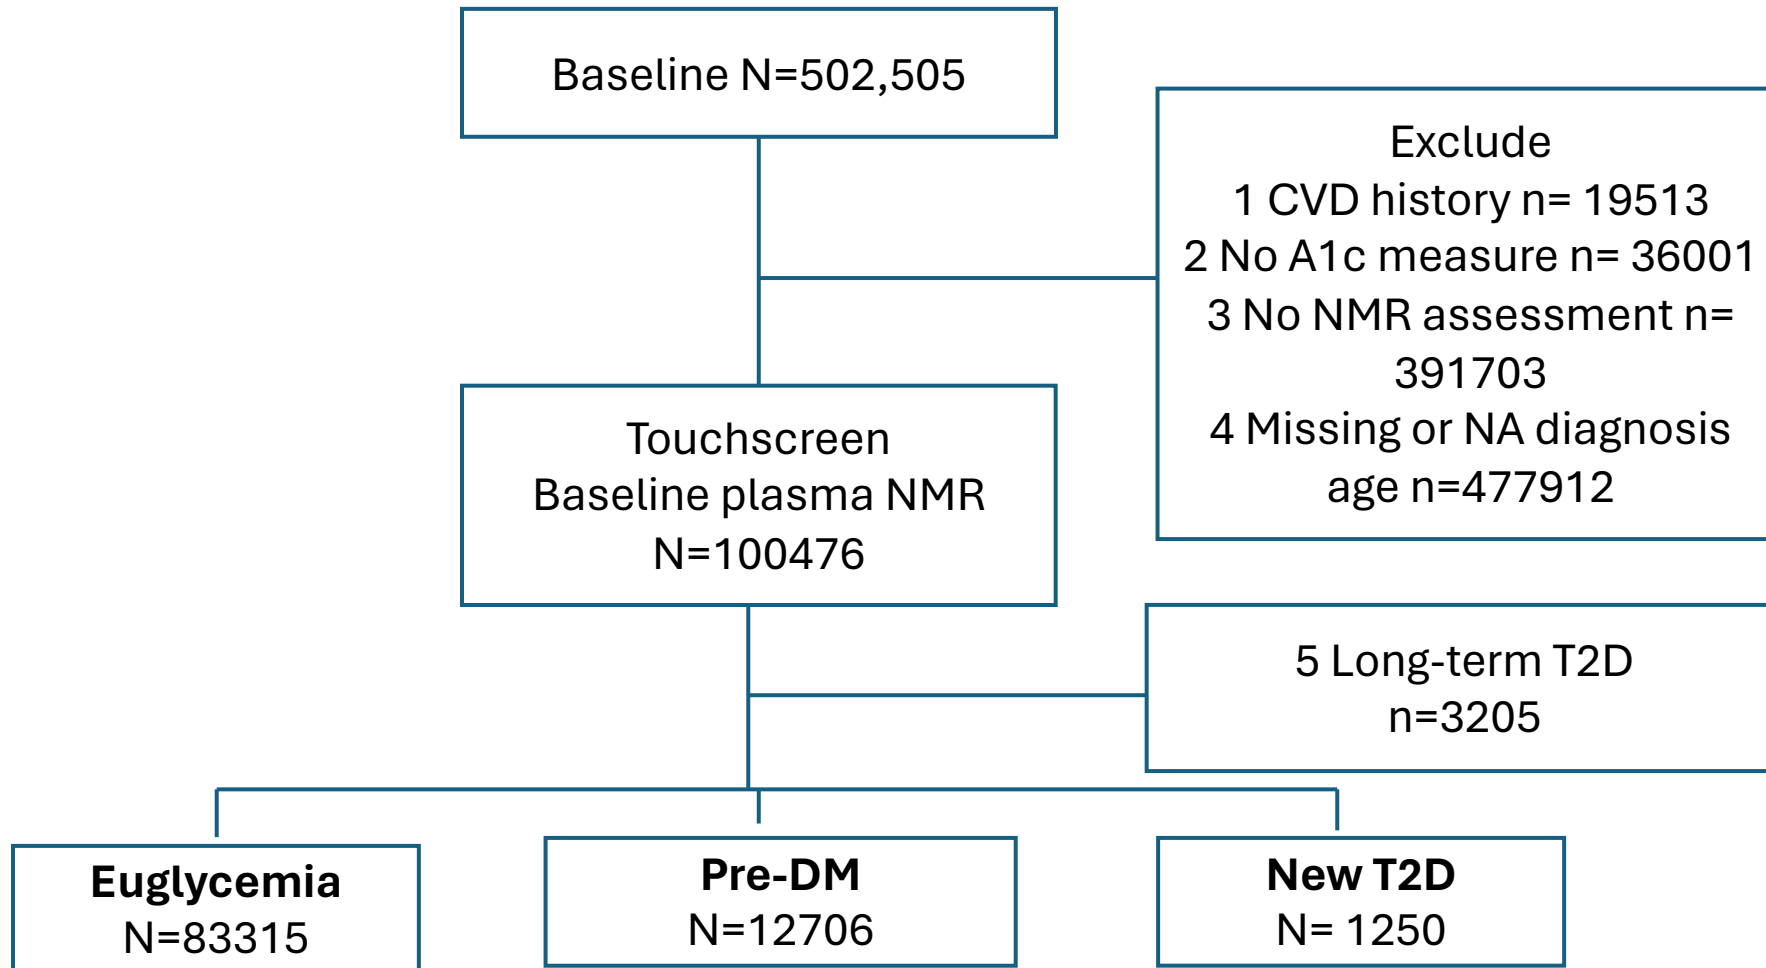 Baseline N=502,505
Exclude
1 CVD history n= 19513
2 No A1c measure n= 36001
3 No NMR assessment n=
391703
4 Missing or NA diagnosis
age n=477912
Touchscreen
Baseline plasma NMR
N=100476
5 Long-term T2D
n=3205
Euglycemia
N=83315
Pre-DM
N=12706
New T2D
N= 1250